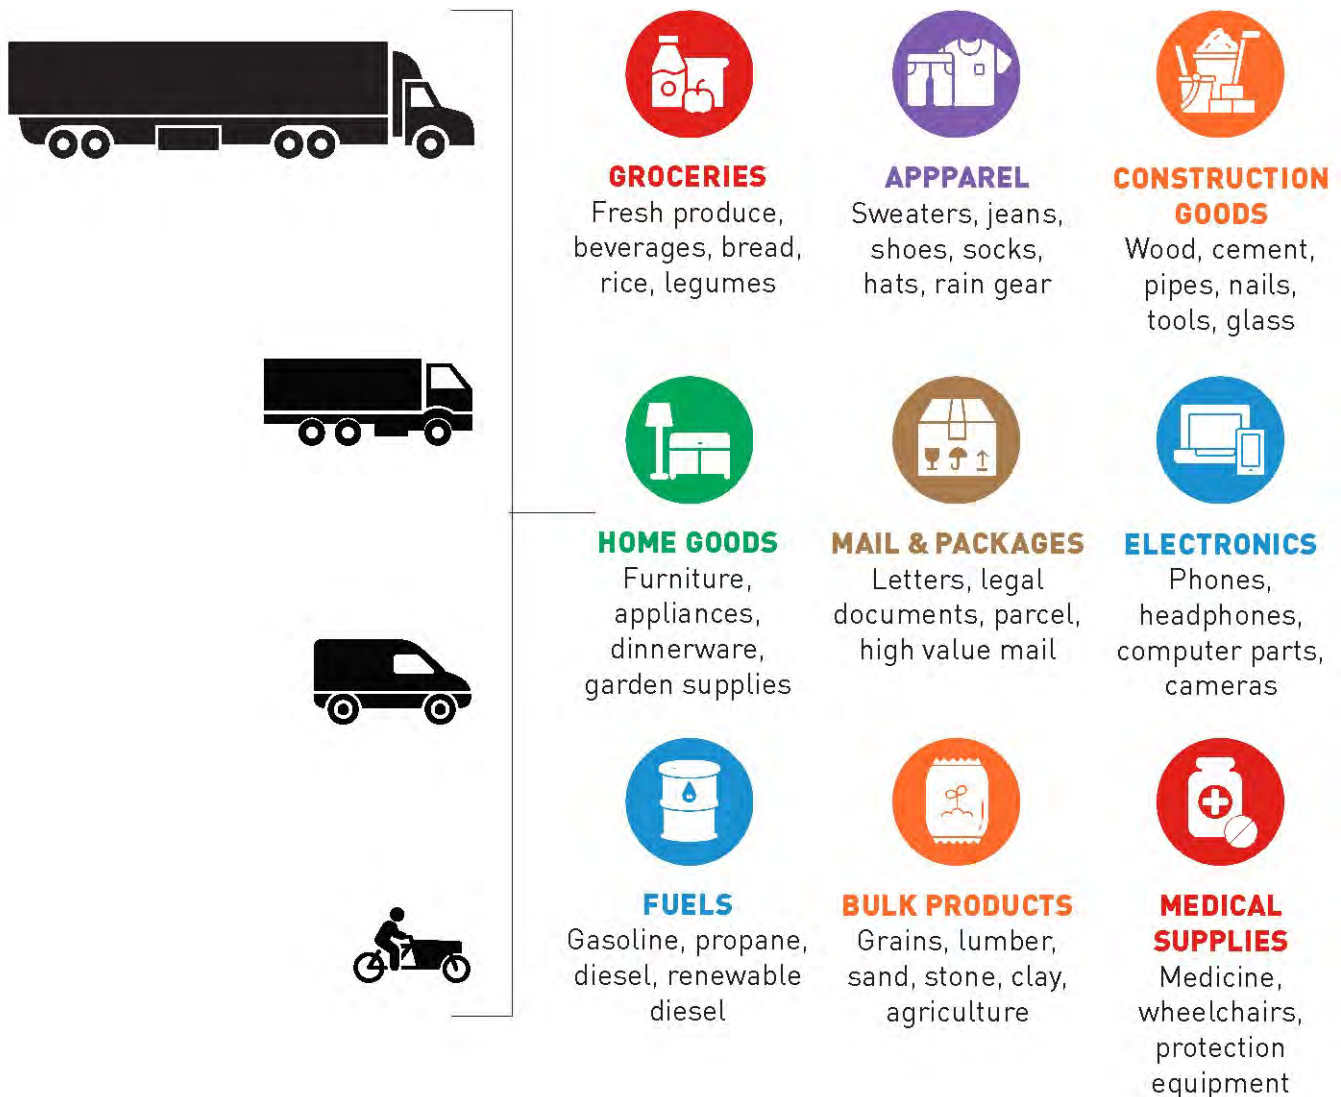 GROCERIES
Fresh produce,
beverages, bread,
rice, legumes
APPPAREL
Sweaters, jeans,
shoes, socks,
hats, rain gear
CONSTRUCTION
GOODS
Wood, cement,
pipes, nails,
tools, glass
HOME GOODS
Furniture,
appliances,
dinnerware,
garden supplies
MAIL & PACKAGES
Letters, legal
documents, parcel,
high value mail
ELECTRONICS
Phones,
headphones,
computer parts,
cameras
FUELS
Gasoline, propane,
diesel, renewable
diesel
BULK PRODUCTS
Grains, lumber,
sand, stone, clay,
agriculture
MEDICAL
SUPPLIES
Medicine,
wheelchairs,
protection
equipment